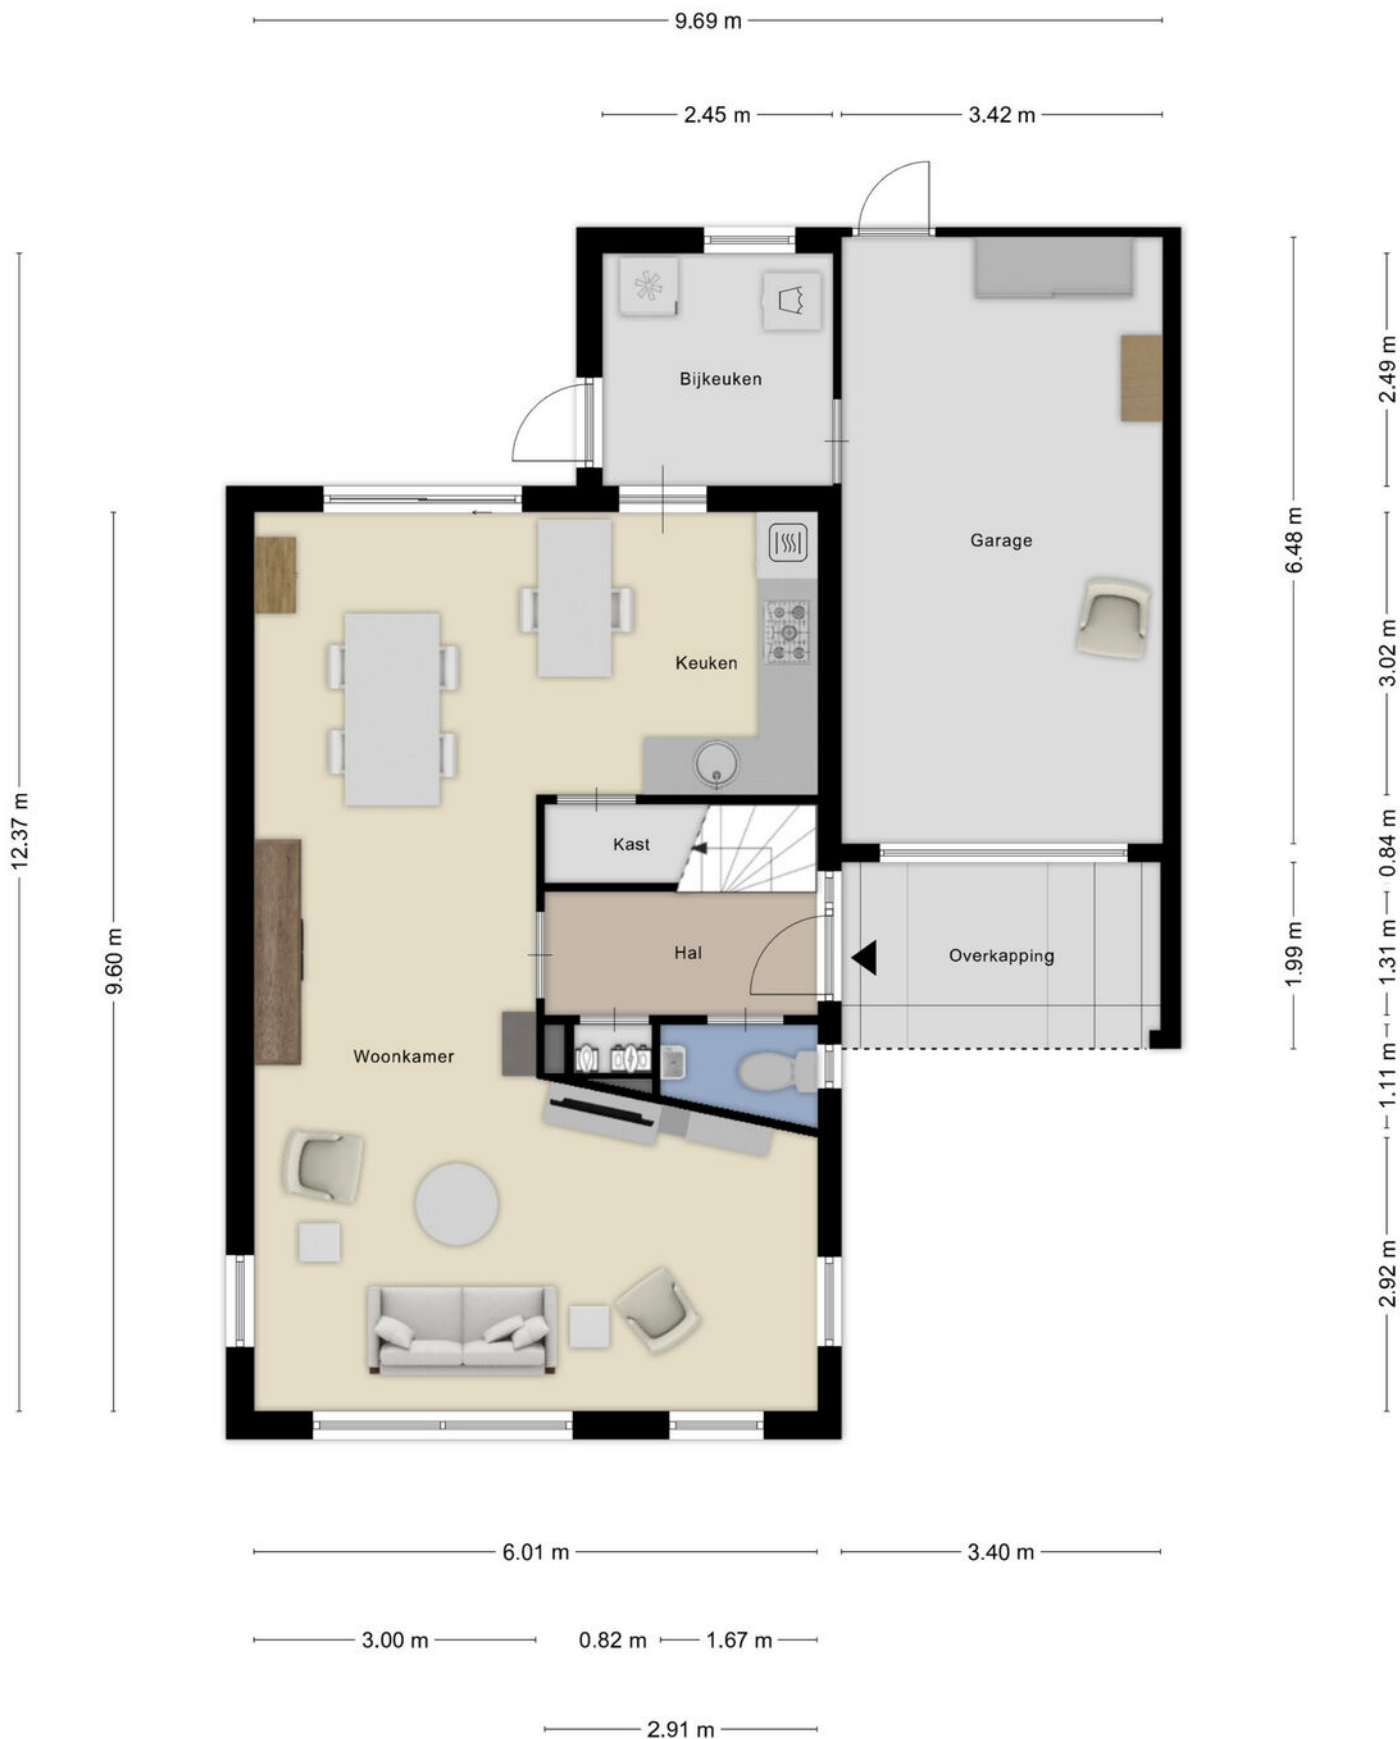 9.69 m
2.45 m
3.42 m
Bijkeuken
2.49 m
Garage
6.48 m
Keuken
3.02 m
12.37 m
Kast
0.84 m
9.60 m
Hal
Overkapping
1.99 m
1.31 m
Woonkamer
1.11 m
2.92 m
6.01 m
3.40 m
3.00 m
0.82 m
1.67 m
2.91 m